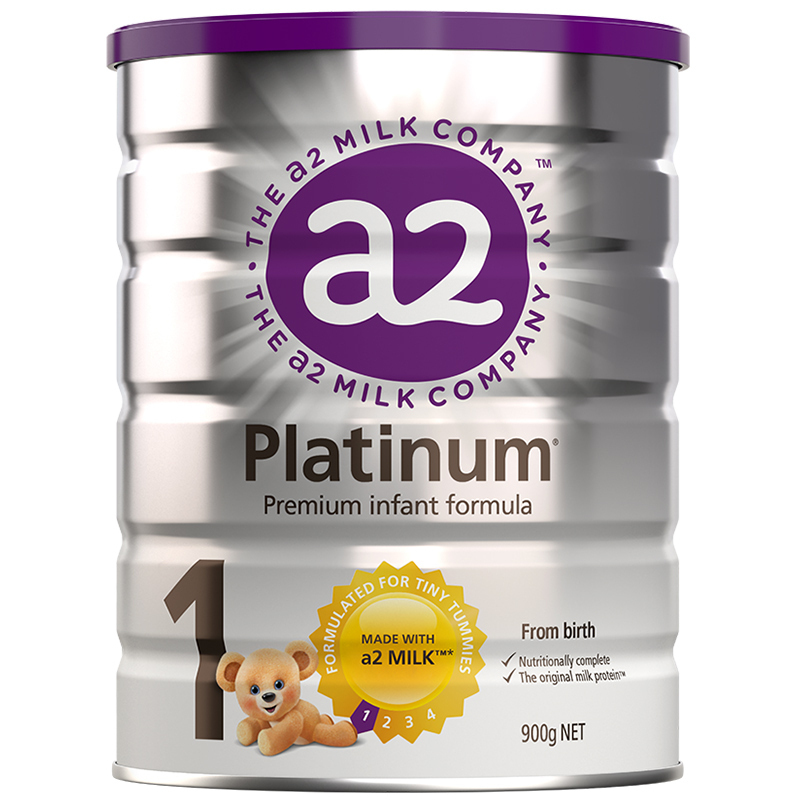 THE a2 MILK COMPANY™
a2
THE a2 MILK COMPANY
Platinum®
Premium infant formula
1
FORMULATED FOR TINY TUMMIES
MADE WITH
a2 MILK™*
1 2 3 4
From birth
✓ Nutritionally complete
✓ The original milk protein™
900g NET